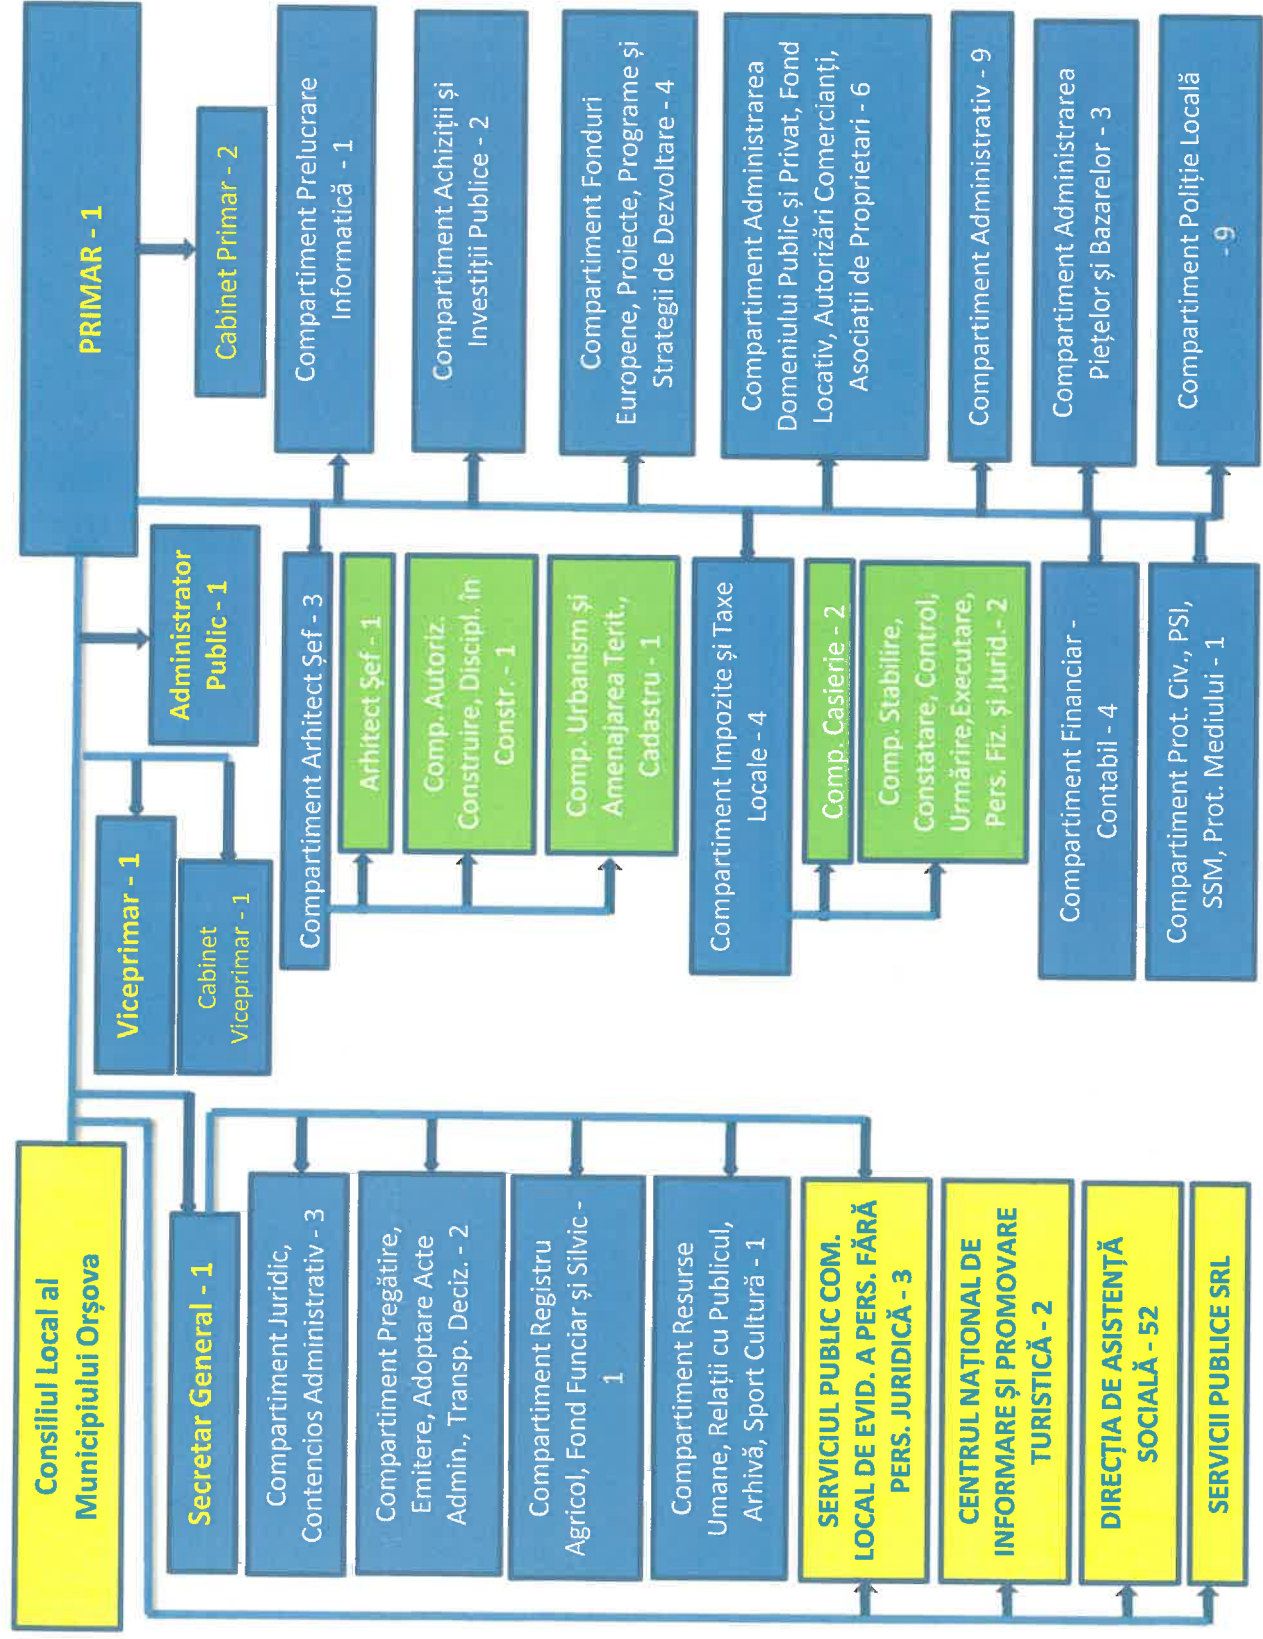 Consiliul Local al
Municipiului Orșova
PRIMAR - 1
Cabinet Primar - 2
Administrator
Public - 1
Viceprimar - 1
Cabinet
Viceprimar - 1
Secretar General - 1
Compartiment Juridic,
Contencios Administrativ - 3
Compartiment Pregătire,
Emitere, Adoptare Acte
Admin., Transp. Deciz. - 2
Compartiment Registru
Agricol, Fond Funciar și Silvic -
1
Compartiment Resurse
Umane, Relații cu Publicul,
Arhivă, Sport Cultură - 1
SERVICIUL PUBLIC COM.
LOCAL DE EVID. A PERS. FĂRĂ
PERS. JURIDICĂ - 3
CENTRUL NAȚIONAL DE
INFORMARE ȘI PROMOVARE
TURISTICĂ - 2
DIRECȚIA DE ASISTENȚĂ
SOCIALĂ - 52
SERVICII PUBLICE SRL
Compartiment Arhitect Șef - 3
Arhitect Șef - 1
Comp. Autoriz.
Construire, Discipl. în
Constr. - 1
Comp. Urbanism și
Amenajarea Terit.,
Cadastru - 1
Compartiment Impozite și Taxe
Locale - 4
Comp. Casierie - 2
Comp. Stabilire,
Constatare, Control,
Urmărire,Executare,
Pers. Fiz. și Jurid.- 2
Compartiment Financiar -
Contabil - 4
Compartiment Prot. Civ., PSI,
SSM, Prot. Mediului - 1
Compartiment Prelucrare
Informatică - 1
Compartiment Achiziții și
Investiții Publice - 2
Compartiment Fonduri
Europene, Proiecte, Programe și
Strategii de Dezvoltare - 4
Compartiment Administrarea
Domeniului Public și Privat, Fond
Locativ, Autorizări Comercianți,
Asociații de Proprietari - 6
Compartiment Administrativ - 9
Compartiment Administrarea
Piețelor și Bazarelor - 3
Compartiment Poliție Locală
- 9